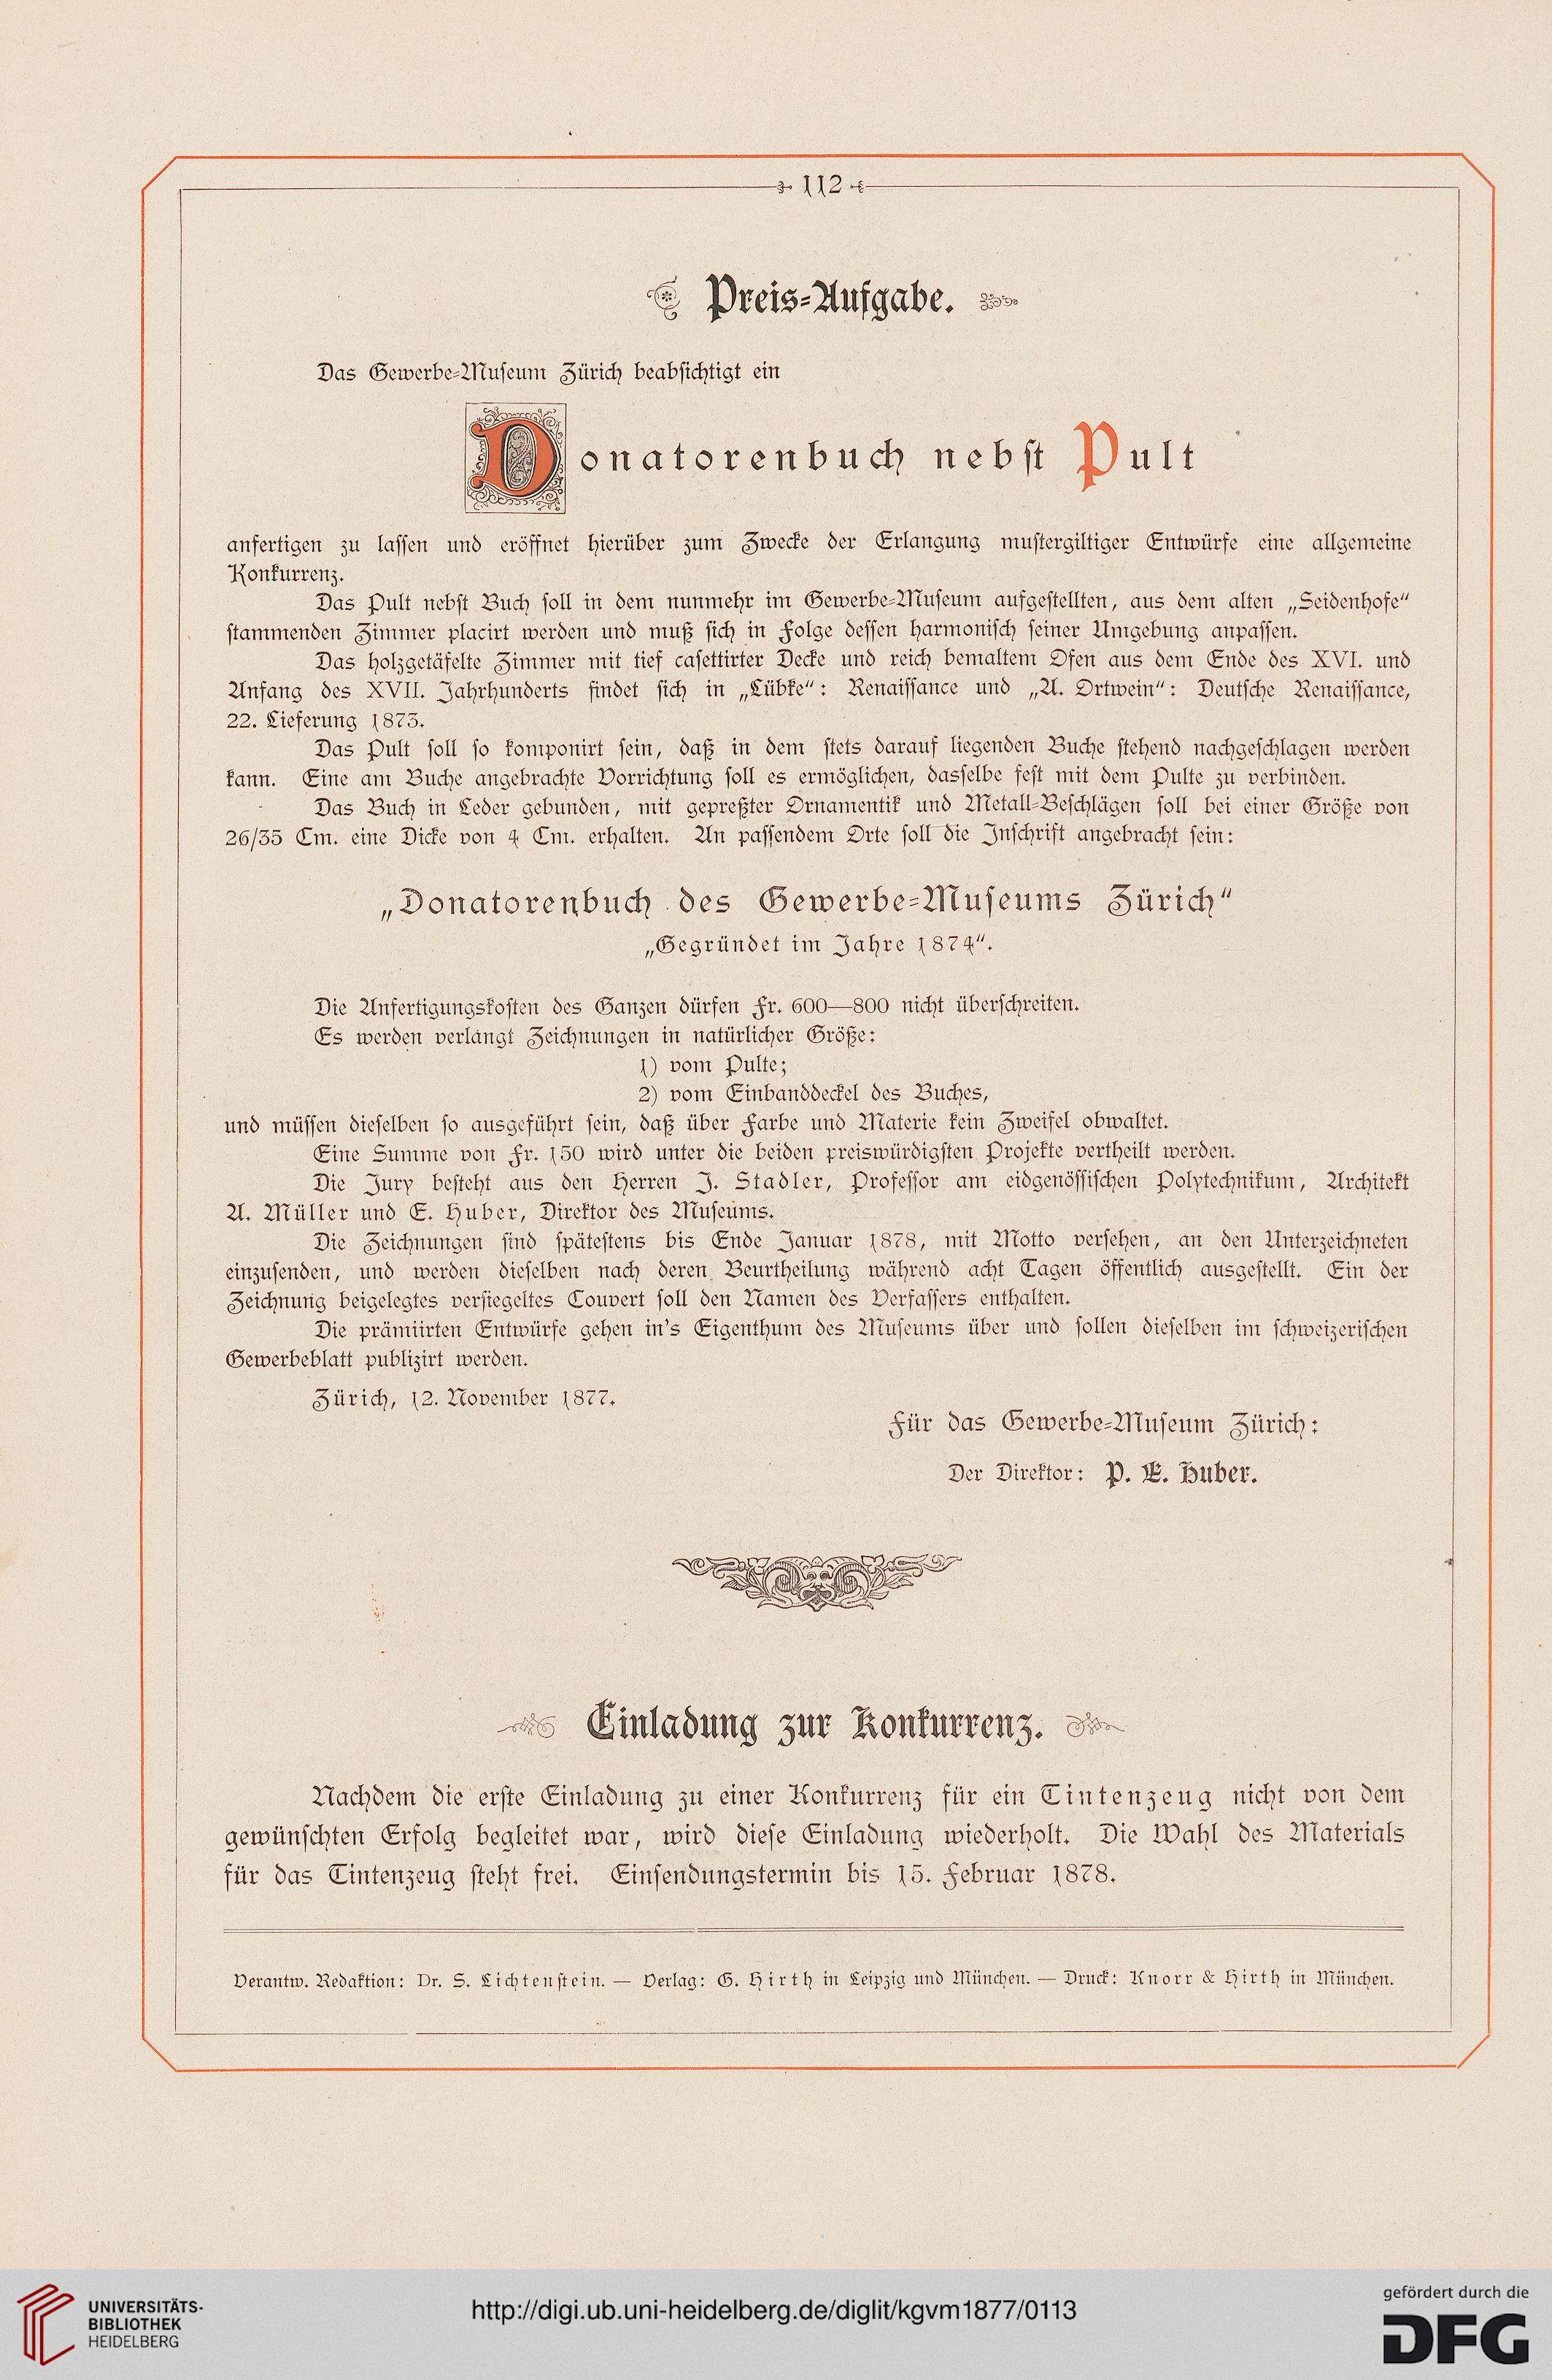 112
Preis-Aufgabe.
Das Gewerbe-Museum Zürich beabsichtigt ein
Donatorenbuch nebst Pult
anfertigen zu lassen und eröffnet hierüber zum Zwecke der Erlangung mustergiltiger Entwürfe eine allgemeine
Konkurrenz.
Das Pult nebst Buch soll in dem nunmehr im Gewerbe-Museum aufgestellten, aus dem alten „Seidenhofe“
stammenden Zimmer placirt werden und muß sich in Folge dessen harmonisch seiner Umgebung anpassen.
Das holzgetäfelte Zimmer mit tief casettirter Decke und reich bemaltem Ofen aus dem Ende des XVI. und
Anfang des XVII. Jahrhunderts findet sich in „Lübke“: Renaissance und „A. Ortwein“: Deutsche Renaissance,
22. Lieferung 1873.
Das Pult soll so komponirt sein, daß in dem stets darauf liegenden Buche stehend nachgeschlagen werden
kann. Eine am Buche angebrachte Vorrichtung soll es ermöglichen, dasselbe fest mit dem Pulte zu verbinden.
Das Buch in Leder gebunden, mit gepreßter Ornamentik und Metall-Beschlägen soll bei einer Größe von
26/35 Cm. eine Dicke von 4 Cm. erhalten. An passendem Orte soll die Inschrift angebracht sein:
„Donatorenbuch des Gewerbe-Museums Zürich“
„Gegründet im Jahre 1874“.
Die Anfertigungskosten des Ganzen dürfen Fr. 600—800 nicht überschreiten.
Es werden verlangt Zeichnungen in natürlicher Größe:
1) vom Pulte;
2) vom Einbanddeckel des Buches,
und müssen dieselben so ausgeführt sein, daß über Farbe und Materie kein Zweifel obwaltet.
Eine Summe von Fr. 150 wird unter die beiden preiswürdigsten Projekte vertheilt werden.
Die Jury besteht aus den Herren J. Stadler, Professor am eidgenössischen Polytechnikum, Architekt
A. Müller und E. Huber, Direktor des Museums.
Die Zeichnungen sind spätestens bis Ende Januar 1878, mit Motto versehen, an den Unterzeichneten
einzusenden, und werden dieselben nach deren Beurtheilung während acht Tagen öffentlich ausgestellt. Ein der
Zeichnung beigelegtes versiegeltes Couvert soll den Namen des Verfassers enthalten.
Die prämiirten Entwürfe gehen in's Eigenthum des Museums über und sollen dieselben im schweizerischen
Gewerbeblatt publizirt werden.
Zürich, 12. November 1877.
Für das Gewerbe-Museum Zürich:
Der Direktor: P. E. Huber.
Einladung zur Konkurrenz.
Nachdem die erste Einladung zu einer Konkurrenz für ein Tintenzeug nicht von dem
gewünschten Erfolg begleitet war, wird diese Einladung wiederholt. Die Wahl des Materials
für das Tintenzeug steht frei. Einsendungstermin bis 15. Februar 1878.
Verantw. Redaktion: Dr. S. Lichtenstein. — Verlag: G. Hirth in Leipzig und München. — Druck: Knorr & Hirth in München.
UNIVERSITÄTS-
BIBLIOTHEK
HEIDELBERG
http://digi.ub.uni-heidelberg.de/diglit/kgvm1877/0113
gefördert durch die
DFG